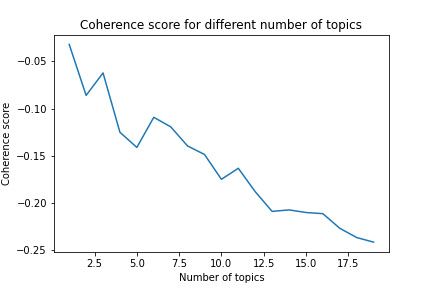 Coherence score for different number of topics
Coherence score
−0.05
−0.10
−0.15
−0.20
−0.25
2.5 5.0 7.5 10.0 12.5 15.0 17.5
Number of topics